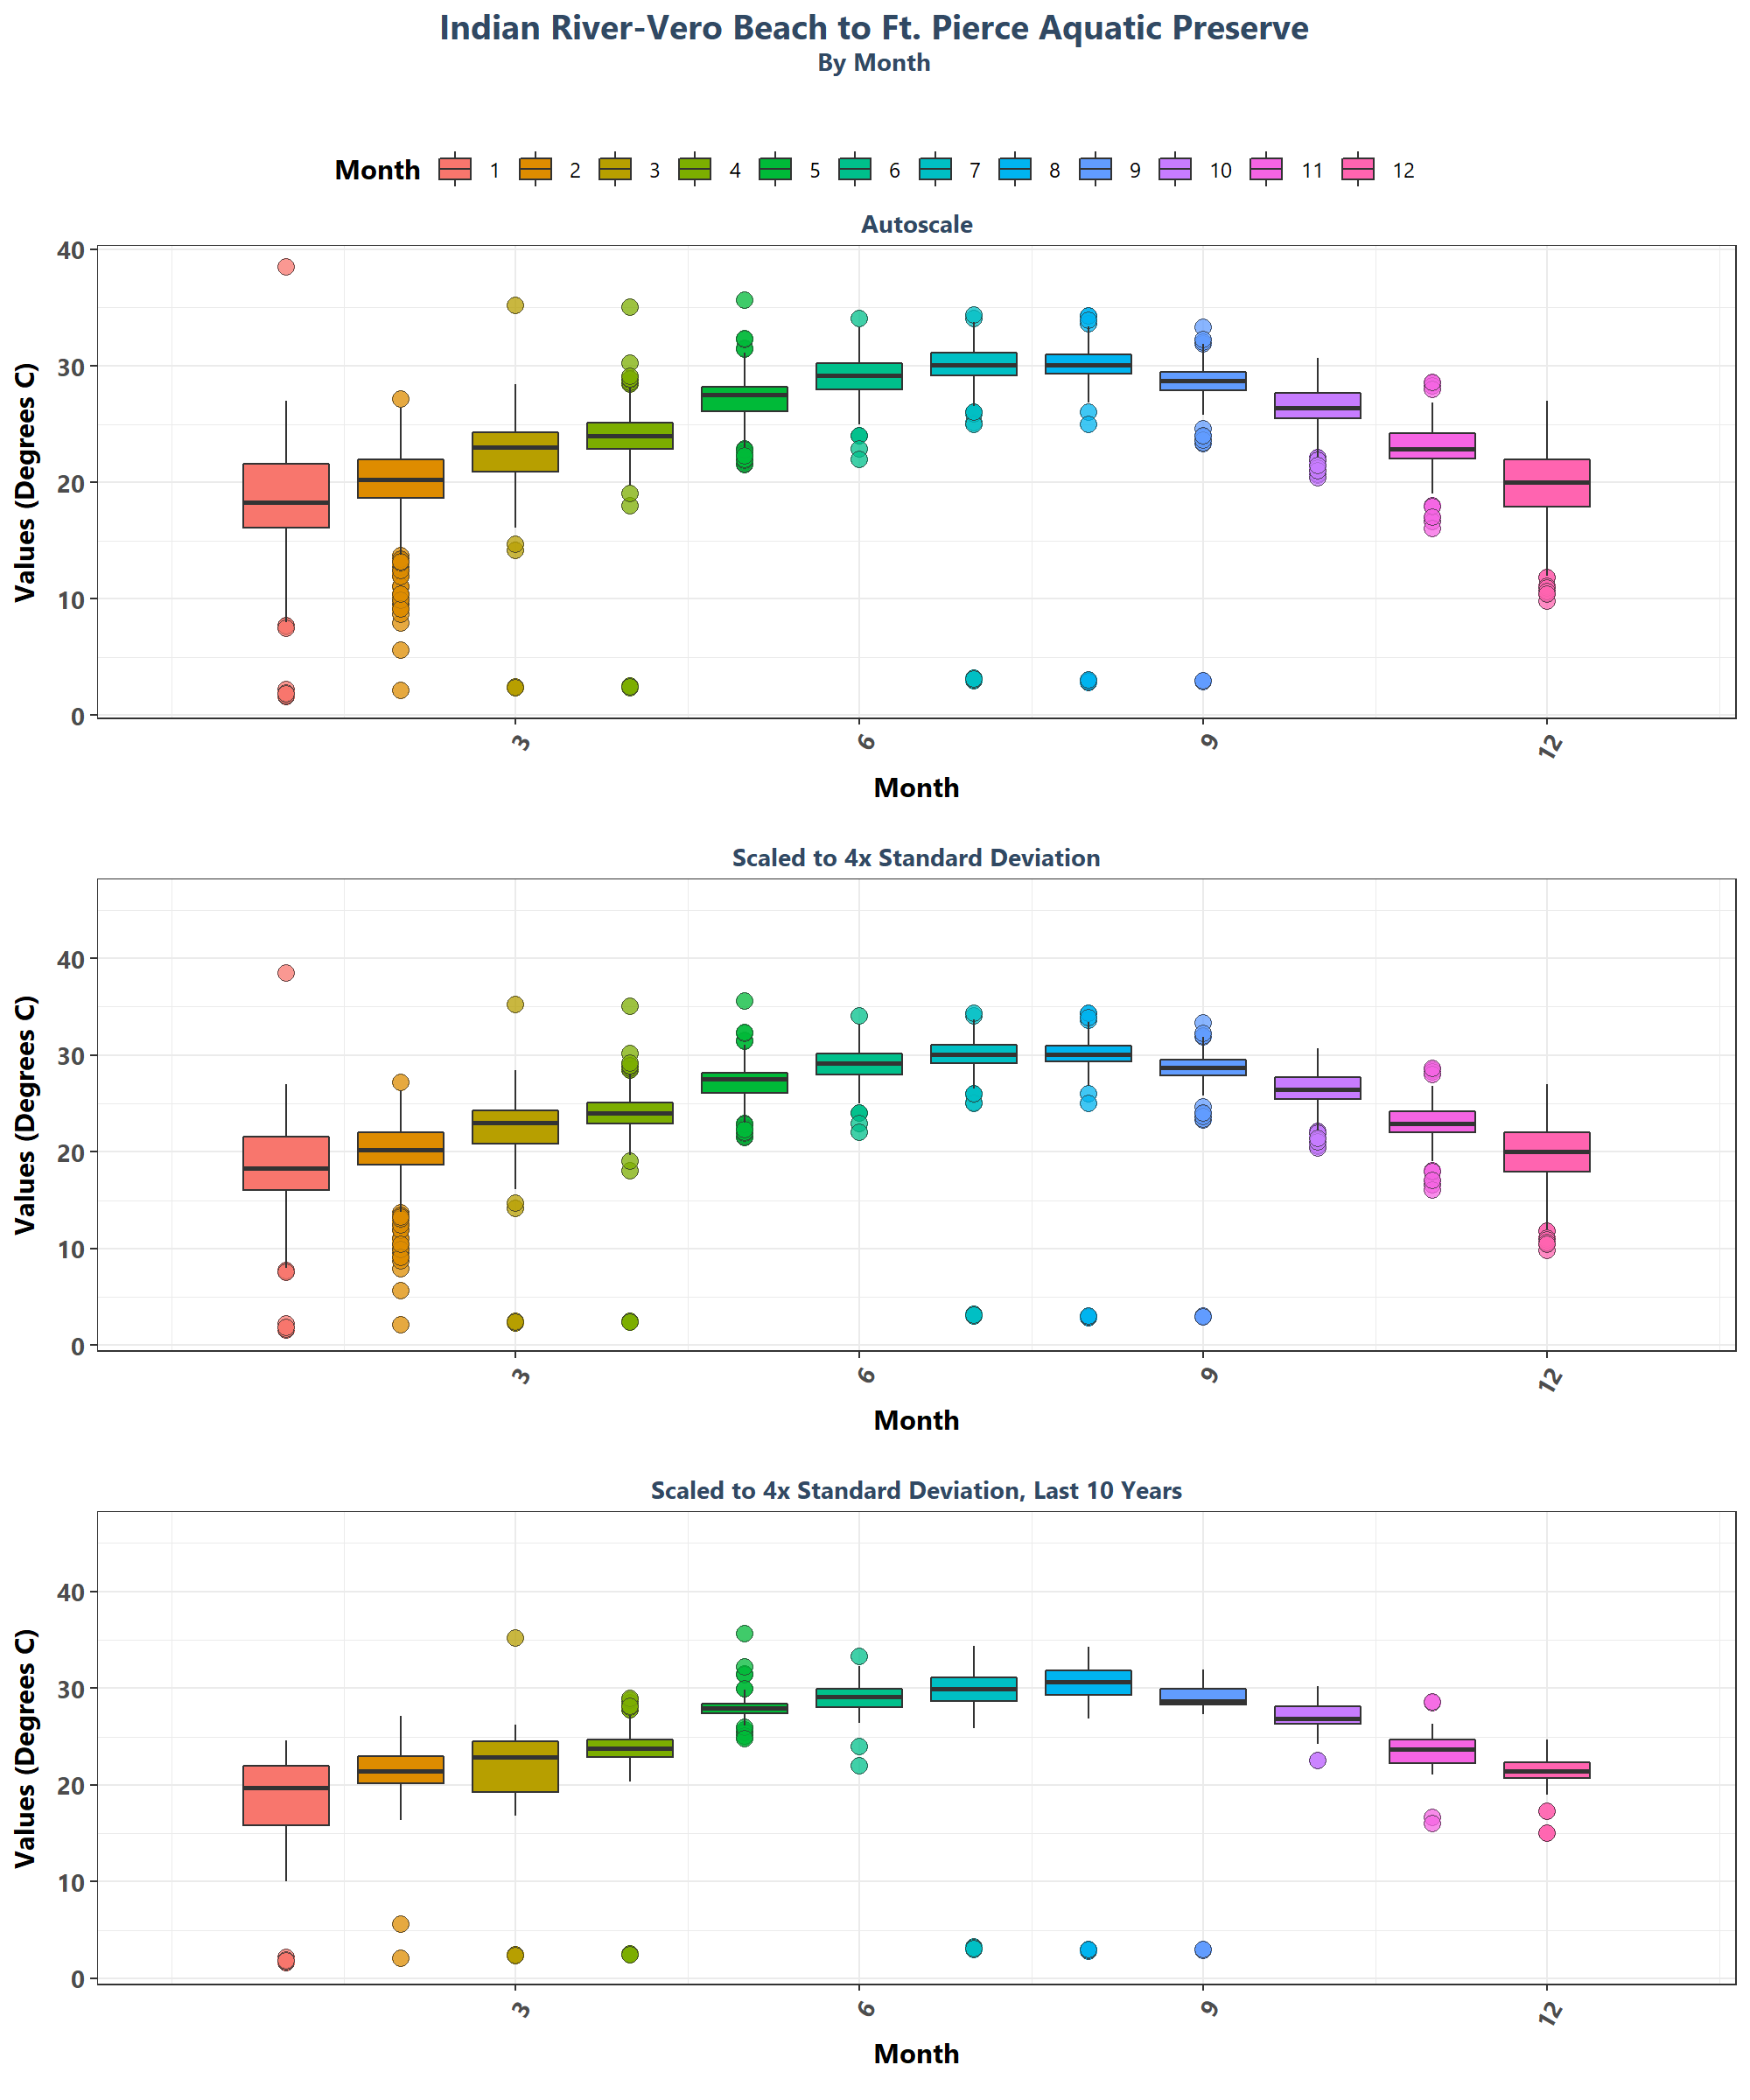 Indian River-Vero Beach to Ft. Pierce Aquatic Preserve
By Month
Month 1 2 3 4 5 6 7 8 9 10 11 12
Autoscale
Values (Degrees C)
40
30
20
10
0
3 6 9 12
Month
Scaled to 4x Standard Deviation
Values (Degrees C)
40
30
20
10
0
3 6 9 12
Month
Scaled to 4x Standard Deviation, Last 10 Years
Values (Degrees C)
40
30
20
10
0
3 6 9 12
Month